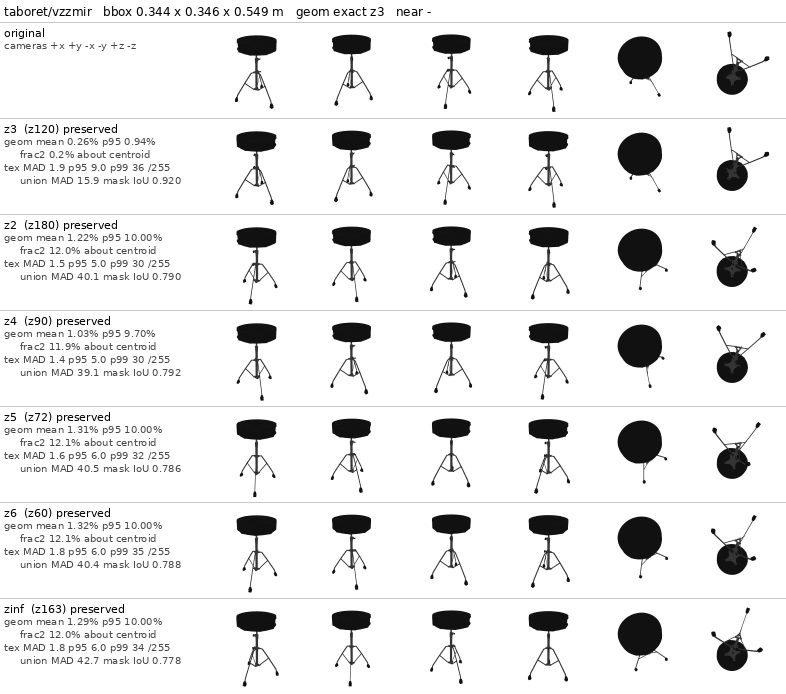 taboret/vzzmir bbox 0.344 x 0.346 x 0.549 m geom exact z3 near -
original
cameras +x +y -x -y +z -z
z3 (z120) preserved
geom mean 0.26% p95 0.94%
frac2 0.2% about centroid
tex MAD 1.9 p95 9.0 p99 36 /255
union MAD 15.9 mask IoU 0.920
z2 (z180) preserved
geom mean 1.22% p95 10.00%
frac2 12.0% about centroid
tex MAD 1.5 p95 5.0 p99 30 /255
union MAD 40.1 mask IoU 0.790
z4 (z90) preserved
geom mean 1.03% p95 9.70%
frac2 11.9% about centroid
tex MAD 1.4 p95 5.0 p99 30 /255
union MAD 39.1 mask IoU 0.792
z5 (z72) preserved
geom mean 1.31% p95 10.00%
frac2 12.1% about centroid
tex MAD 1.6 p95 6.0 p99 32 /255
union MAD 40.5 mask IoU 0.786
z6 (z60) preserved
geom mean 1.32% p95 10.00%
frac2 12.1% about centroid
tex MAD 1.8 p95 6.0 p99 35 /255
union MAD 40.4 mask IoU 0.788
zinf (z163) preserved
geom mean 1.29% p95 10.00%
frac2 12.0% about centroid
tex MAD 1.8 p95 6.0 p99 34 /255
union MAD 42.7 mask IoU 0.778